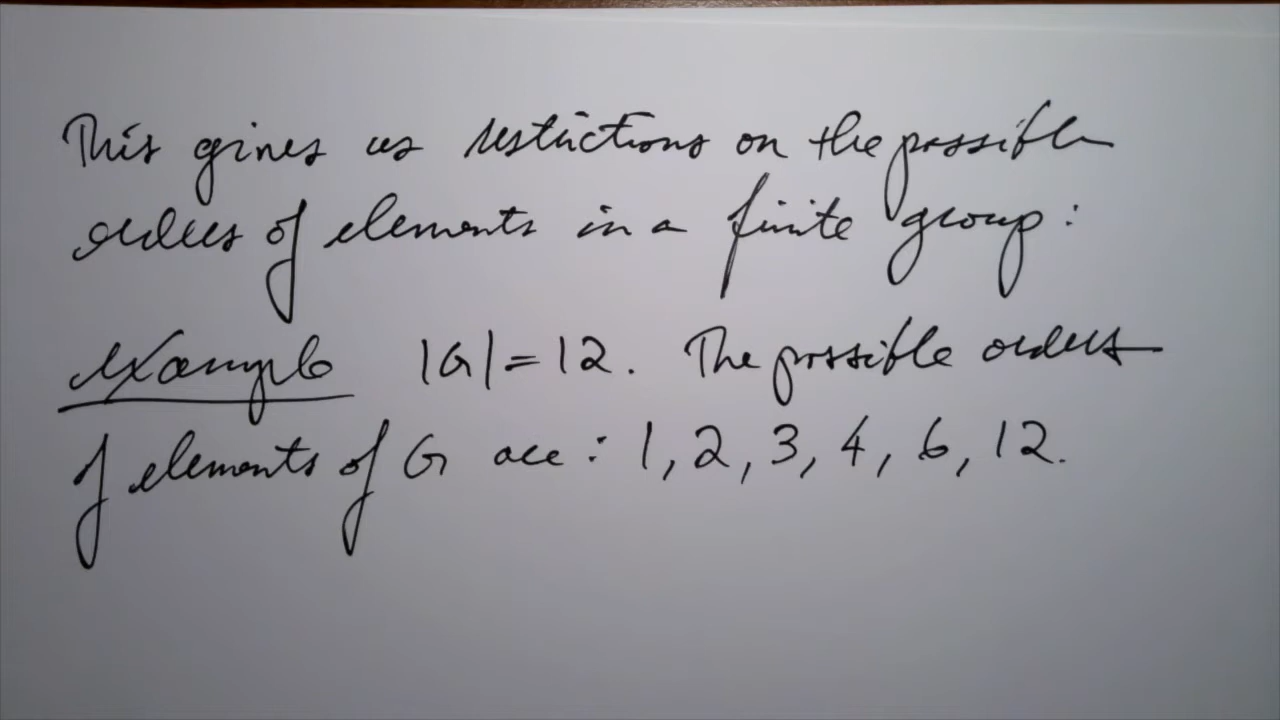 This gives us restrictions on the possible
orders of elements in a finite group:
Example |G|=12. The possible orders
of elements of G are: 1, 2, 3, 4, 6, 12.